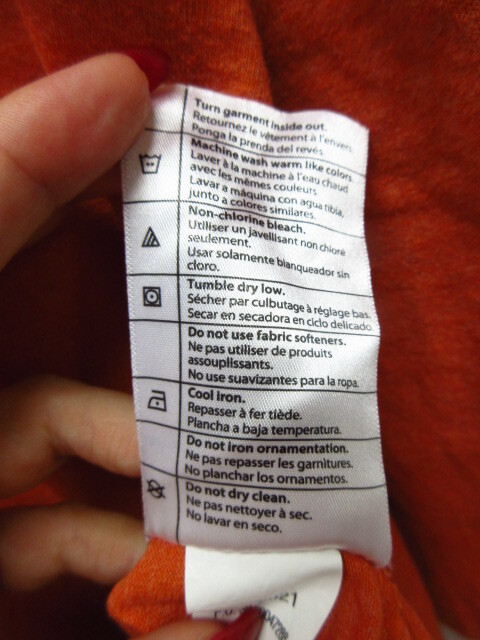 Turn garment inside out.
Retournez le vêtement à l'envers.
Ponga la prenda del revés.
Machine wash warm like colors.
Laver à la machine à l'eau chaud
avec les mêmes couleurs.
Lavar a máquina con agua tibia,
junto a colores similares.
Non-chlorine bleach.
Utiliser un javellisant non chloré
seulement.
Usar solamente blanqueador sin
cloro.
Tumble dry low.
Sécher par culbutage à réglage bas.
Secar en secadora en ciclo delicado.
Do not use fabric softeners.
Ne pas utiliser de produits
assouplissants.
No use suavizantes para la ropa.
Cool iron.
Repasser à fer tiède.
Plancha a baja temperatura.
Do not iron ornamentation.
Ne pas repasser les garnitures.
No planchar los ornamentos.
Do not dry clean.
Ne pas nettoyer à sec.
No lavar en seco.